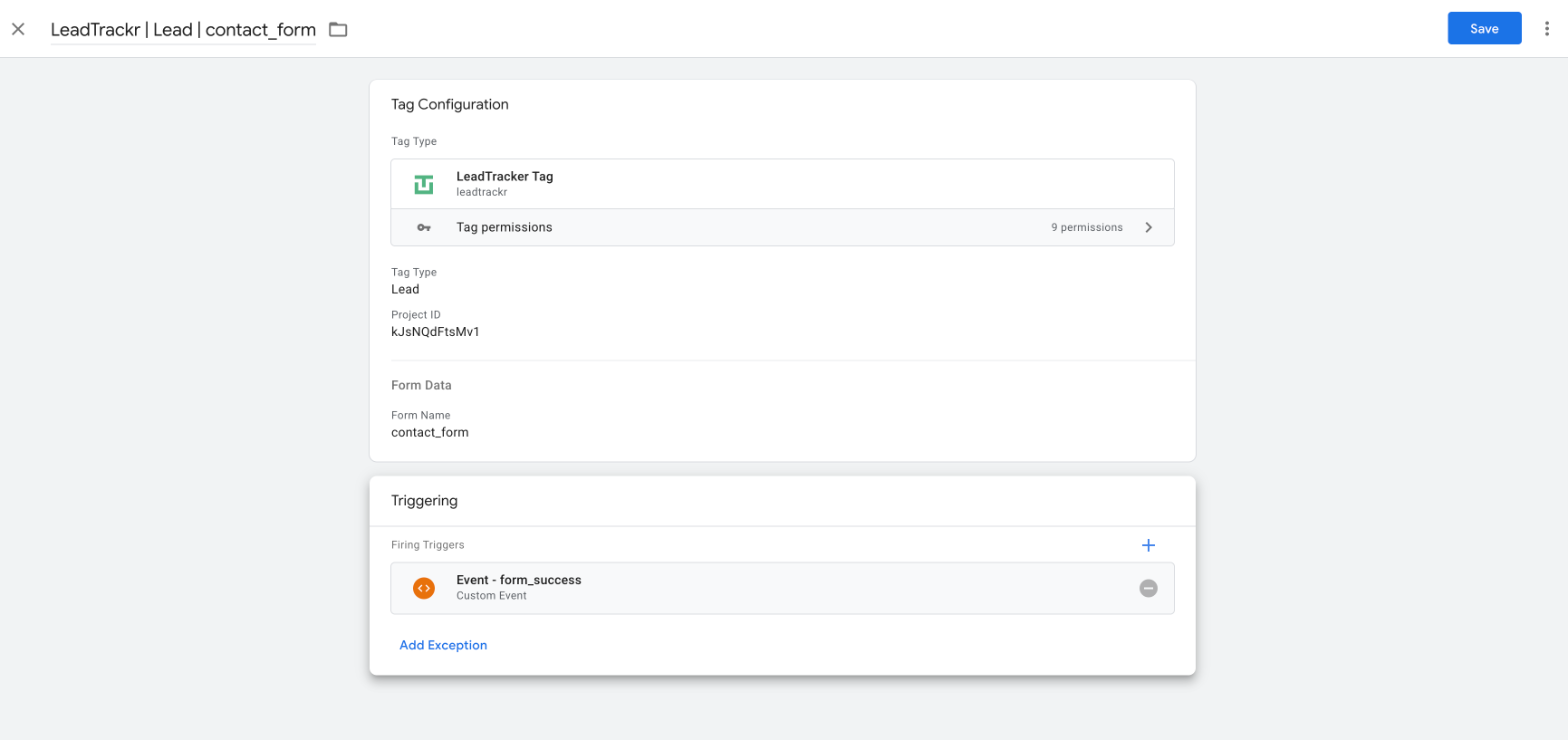 LeadTrackr | Lead | contact_form
Save
Tag Configuration
Tag Type
LeadTracker Tag
leadtrackr
Tag permissions
9 permissions
Tag Type
Lead
Project ID
kJsNQdFtsMv1
Form Data
Form Name
contact_form
Triggering
Firing Triggers
Event - form_success
Custom Event
Add Exception